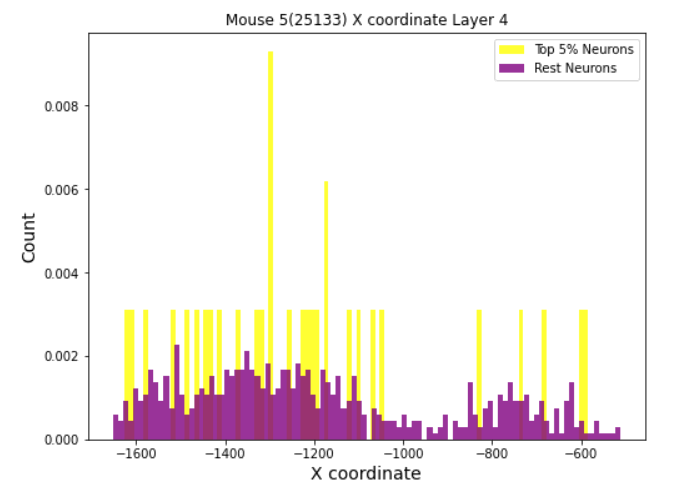 Mouse 5(25133) X coordinate Layer 4
Top 5% Neurons
Rest Neurons
0.008
0.006
0.004
0.002
0.000
Count
−1600 −1400 −1200 −1000 −800 −600
X coordinate